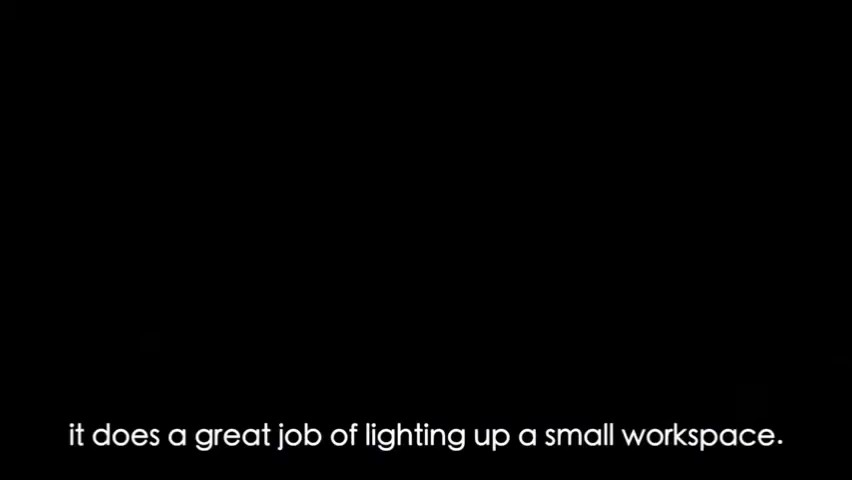 it does a great job of lighting up a small workspace.